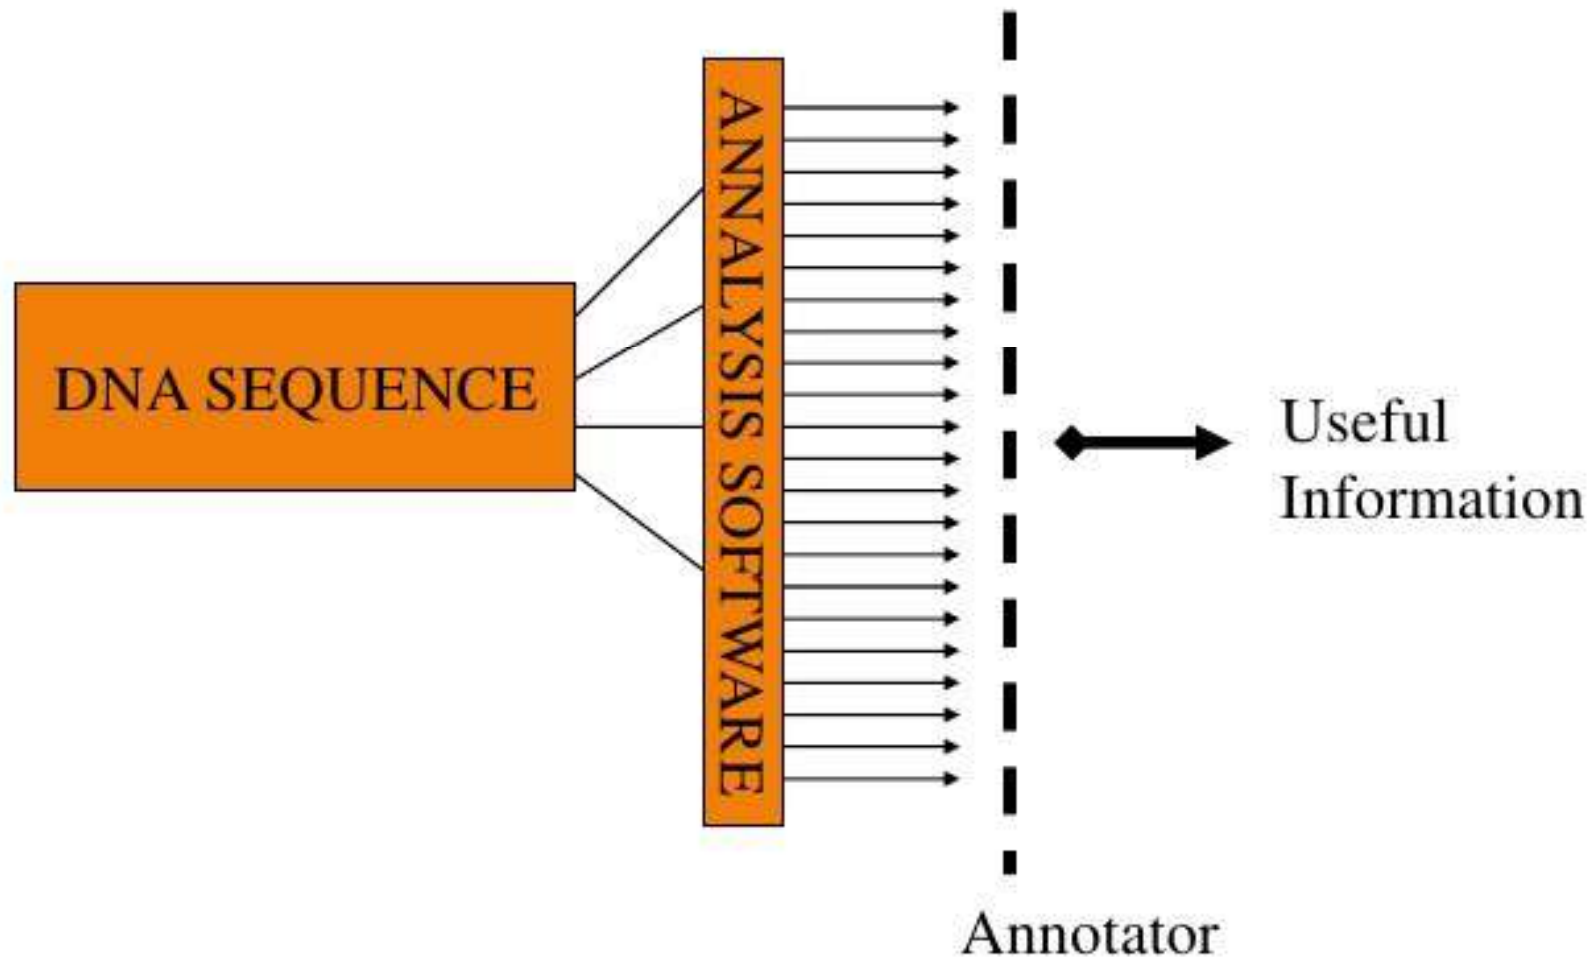 DNA SEQUENCE
ANNALYSIS SOFTWARE
Useful
Information
Annotator